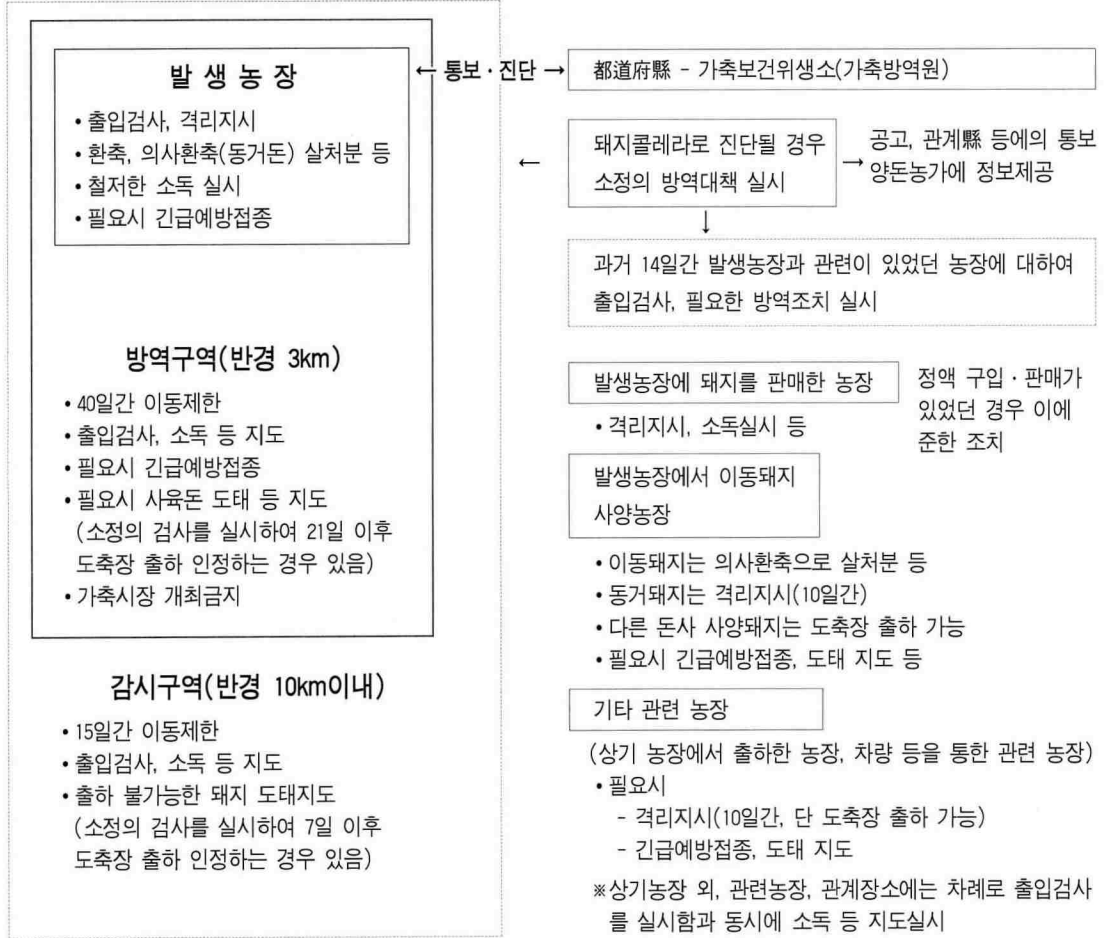 발 생 농 장
• 출입검사, 격리지시
• 환축, 의사환축(동거돈) 살처분 등
• 철저한 소독 실시
• 필요시 긴급예방접종
방역구역(반경 3km)
• 40일간 이동제한
• 출입검사, 소독 등 지도
• 필요시 긴급예방접종
• 필요시 사육돈 도태 등 지도
(소정의 검사를 실시하여 21일 이후
도축장 출하 인정하는 경우 있음)
• 가축시장 개최금지
감시구역(반경 10km이내)
• 15일간 이동제한
• 출입검사, 소독 등 지도
• 출하 불가능한 돼지 도태지도
(소정의 검사를 실시하여 7일 이후
도축장 출하 인정하는 경우 있음)
← 통보 · 진단 →
都道府縣 - 가축보건위생소(가축방역원)
←
돼지콜레라로 진단될 경우
소정의 방역대책 실시
→
공고, 관계縣 등에의 통보
양돈농가에 정보제공
↓
과거 14일간 발생농장과 관련이 있었던 농장에 대하여
출입검사, 필요한 방역조치 실시
발생농장에 돼지를 판매한 농장
• 격리지시, 소독실시 등
정액 구입 · 판매가
있었던 경우 이에
준한 조치
발생농장에서 이동돼지
사양농장
• 이동돼지는 의사환축으로 살처분 등
• 동거돼지는 격리지시(10일간)
• 다른 돈사 사양돼지는 도축장 출하 가능
• 필요시 긴급예방접종, 도태 지도 등
기타 관련 농장
(상기 농장에서 출하한 농장, 차량 등을 통한 관련 농장)
• 필요시
- 격리지시(10일간, 단 도축장 출하 가능)
- 긴급예방접종, 도태 지도
※상기농장 외, 관련농장, 관계장소에는 차례로 출입검사
를 실시함과 동시에 소독 등 지도실시